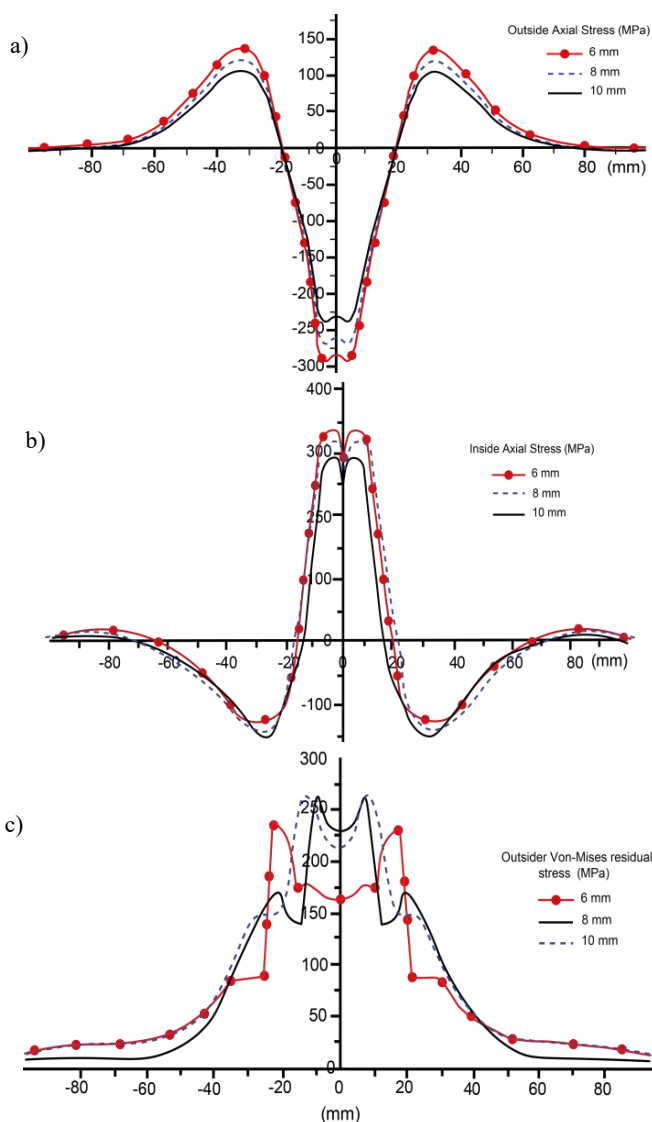 a)
Outside Axial Stress (MPa)
6 mm
8 mm
10 mm
150
100
50
0
-50
-100
-150
-200
-250
-300
-80
-60
-40
-20
0
20
40
60
80
(mm)
b)
Inside Axial Stress (MPa)
6 mm
8 mm
10 mm
400
300
250
100
0
-100
-80
-60
-40
-20
0
20
40
60
80
(mm)
c)
Outsider Von-Mises residual
stress (MPa)
6 mm
8 mm
10 mm
300
250
200
150
100
50
0
-80
-60
-40
-20
0
20
40
60
80
(mm)